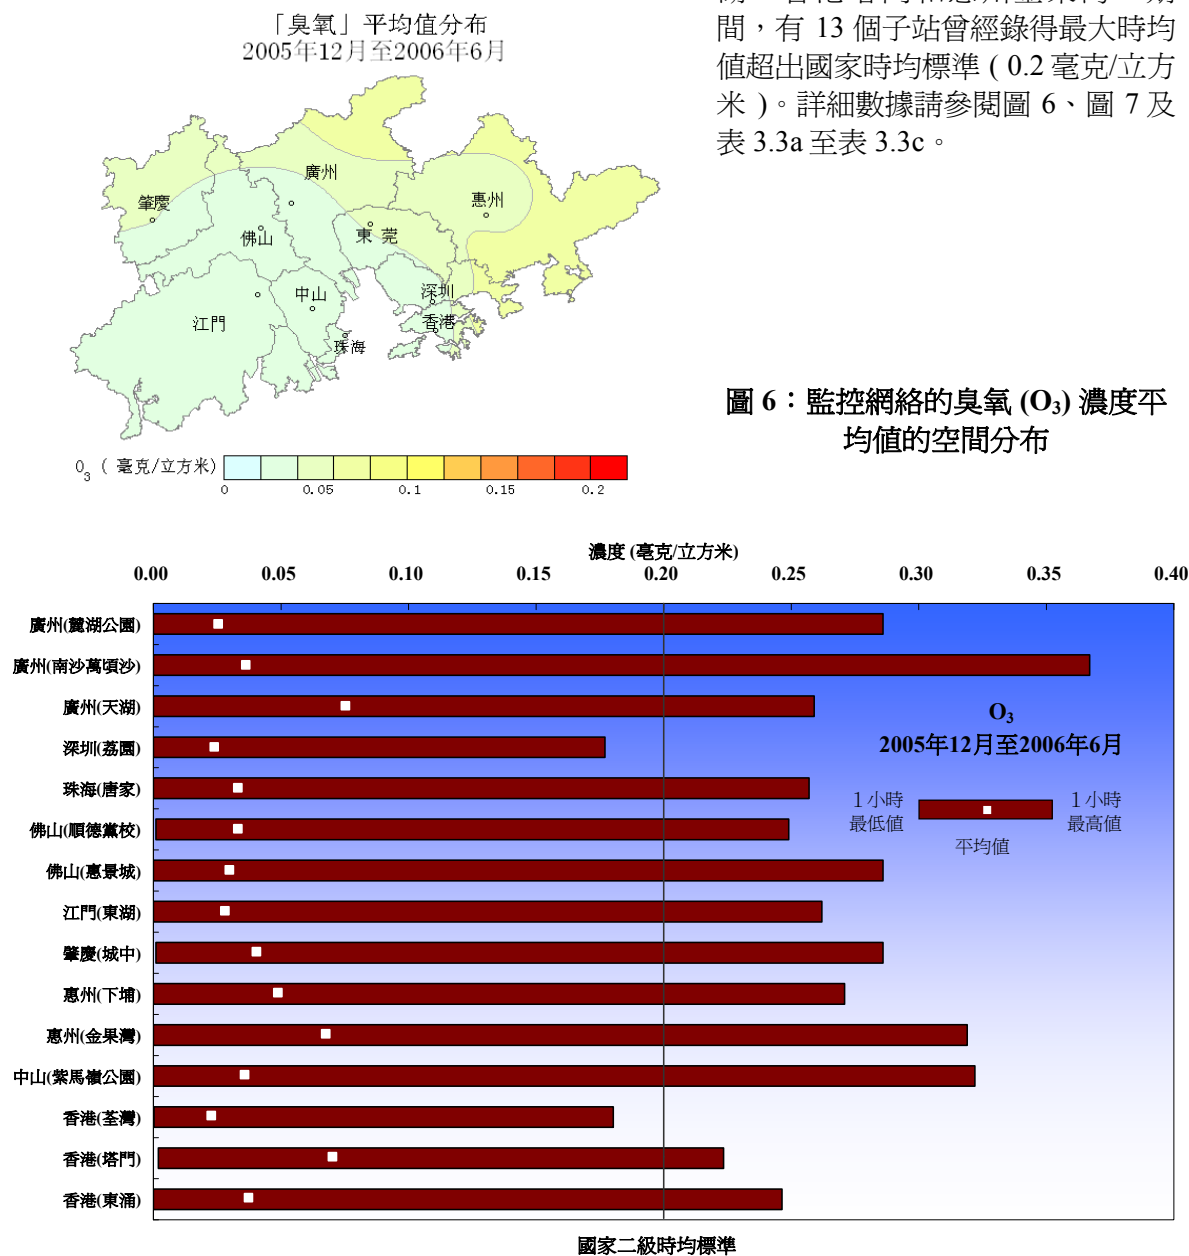 「臭氧」平均值分布
2005年12月至2006年6月
間，有 13 個子站曾經錄得最大時均
值超出國家時均標準 ( 0.2 毫克/立方
米 )。詳細數據請參閱圖 6、圖 7 及
表 3.3a 至表 3.3c。
廣州
肇慶
惠州
佛山
東莞
深圳
中山
江門
香港
珠海
O3 ( 毫克/立方米)
0 0.05 0.1 0.15 0.2
圖 6：監控網絡的臭氧 (O3) 濃度平
均值的空間分布
濃度 (毫克/立方米)
0.00 0.05 0.10 0.15 0.20 0.25 0.30 0.35 0.40
廣州(麓湖公園)
廣州(南沙萬頃沙)
廣州(天湖)
深圳(荔園)
珠海(唐家)
佛山(順德黨校)
佛山(惠景城)
江門(東湖)
肇慶(城中)
惠州(下埔)
惠州(金果灣)
中山(紫馬嶺公園)
香港(荃灣)
香港(塔門)
香港(東涌)
O3
2005年12月至2006年6月
1 小時
最低值
平均值
1 小時
最高值
國家二級時均標準